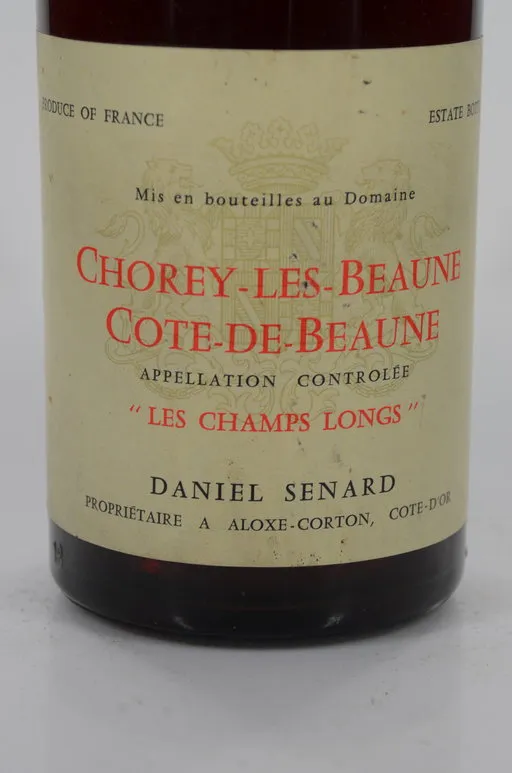 PRODUCE OF FRANCE
ESTATE BOTT
Mis en bouteilles au Domaine
CHOREY-LES-BEAUNE
COTE-DE-BEAUNE
APPELLATION CONTROLÉE
"LES CHAMPS LONGS"
DANIEL SENARD
PROPRIÉTAIRE A ALOXE-CORTON, COTE-D'OR